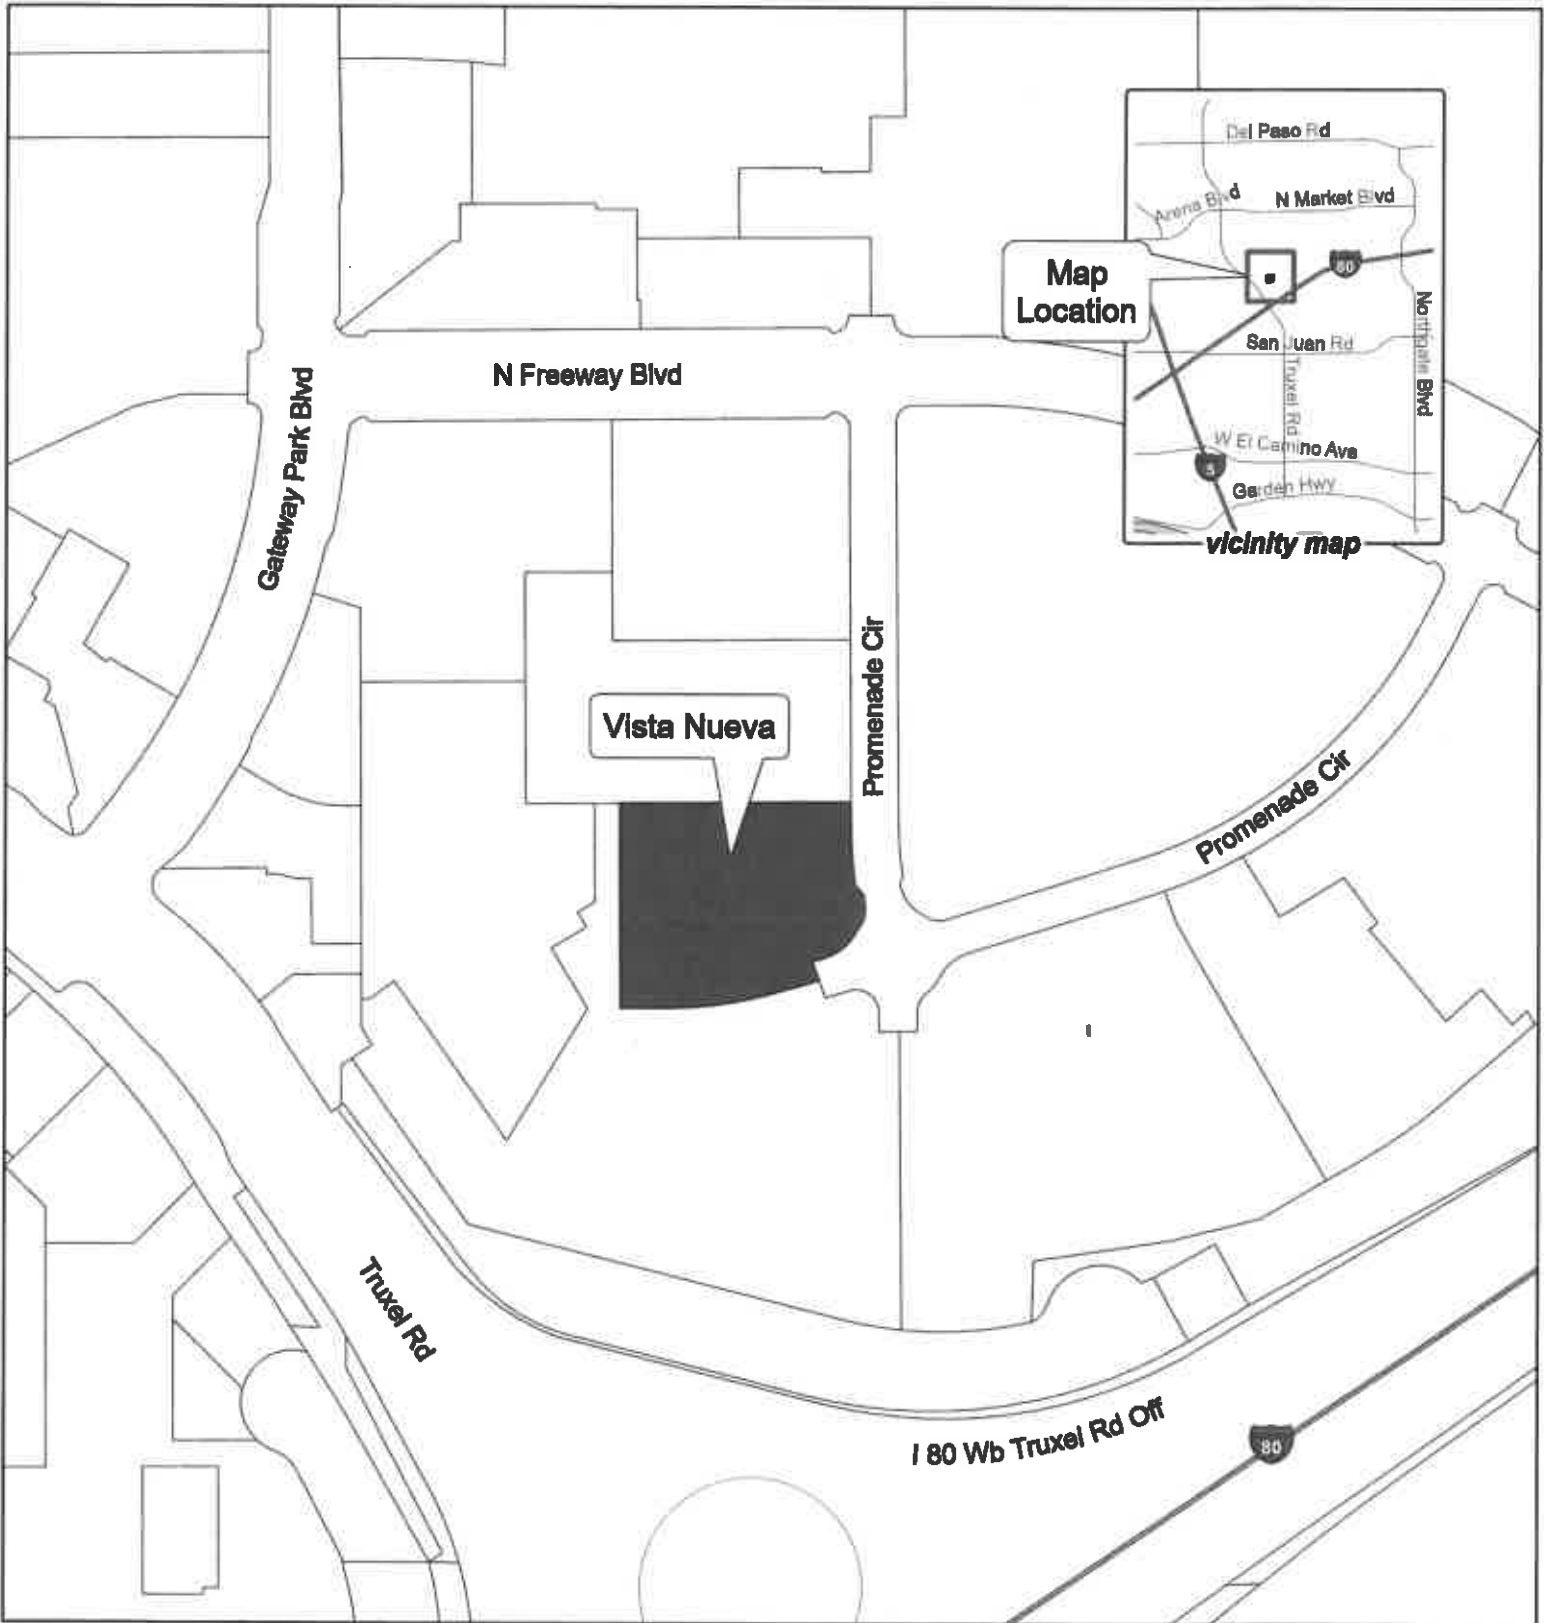 Del Paso Rd
Arena Blvd
N Market Blvd
Map
Location
80
San Juan Rd
Northgate Blvd
Truxel Rd
W El Camino Ave
5
Garden Hwy
vicinity map
N Freeway Blvd
Gateway Park Blvd
Promenade Cir
Vista Nueva
Promenade Cir
Truxel Rd
I 80 Wb Truxel Rd Off
80